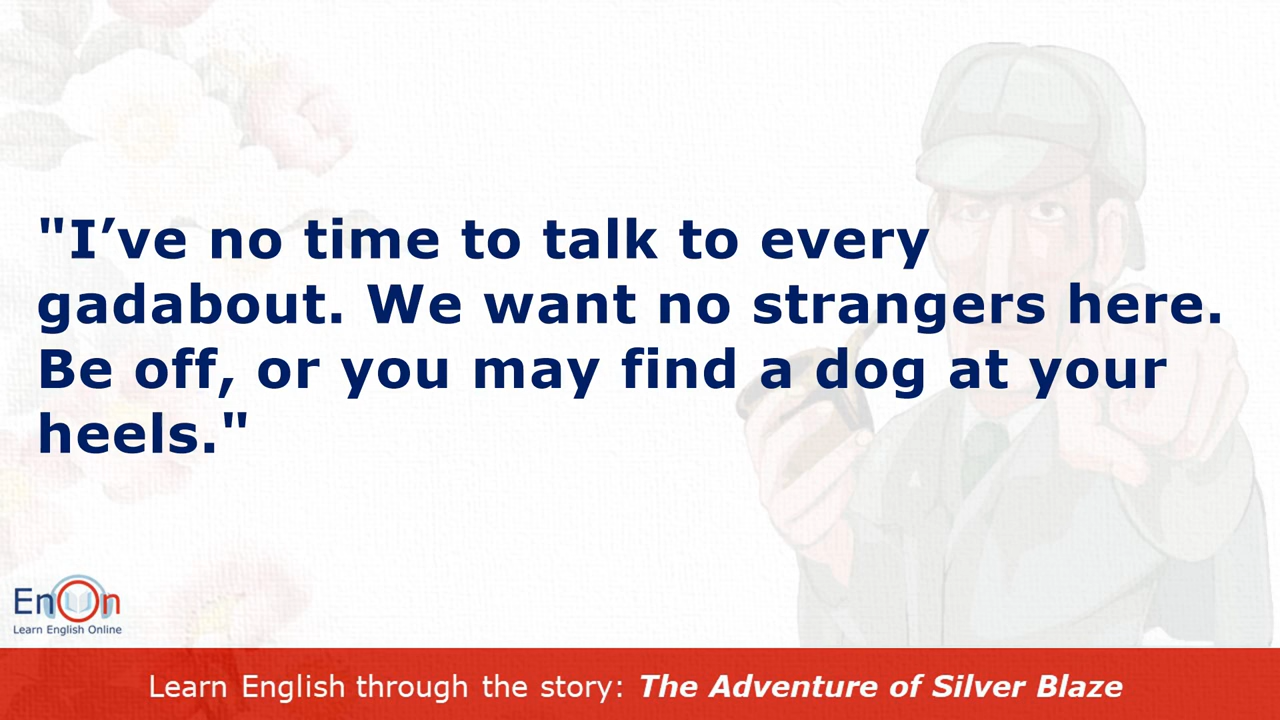 "I’ve no time to talk to every
gadabout. We want no strangers here.
Be off, or you may find a dog at your
heels."
EnOn
Learn English Online
Learn English through the story: The Adventure of Silver Blaze